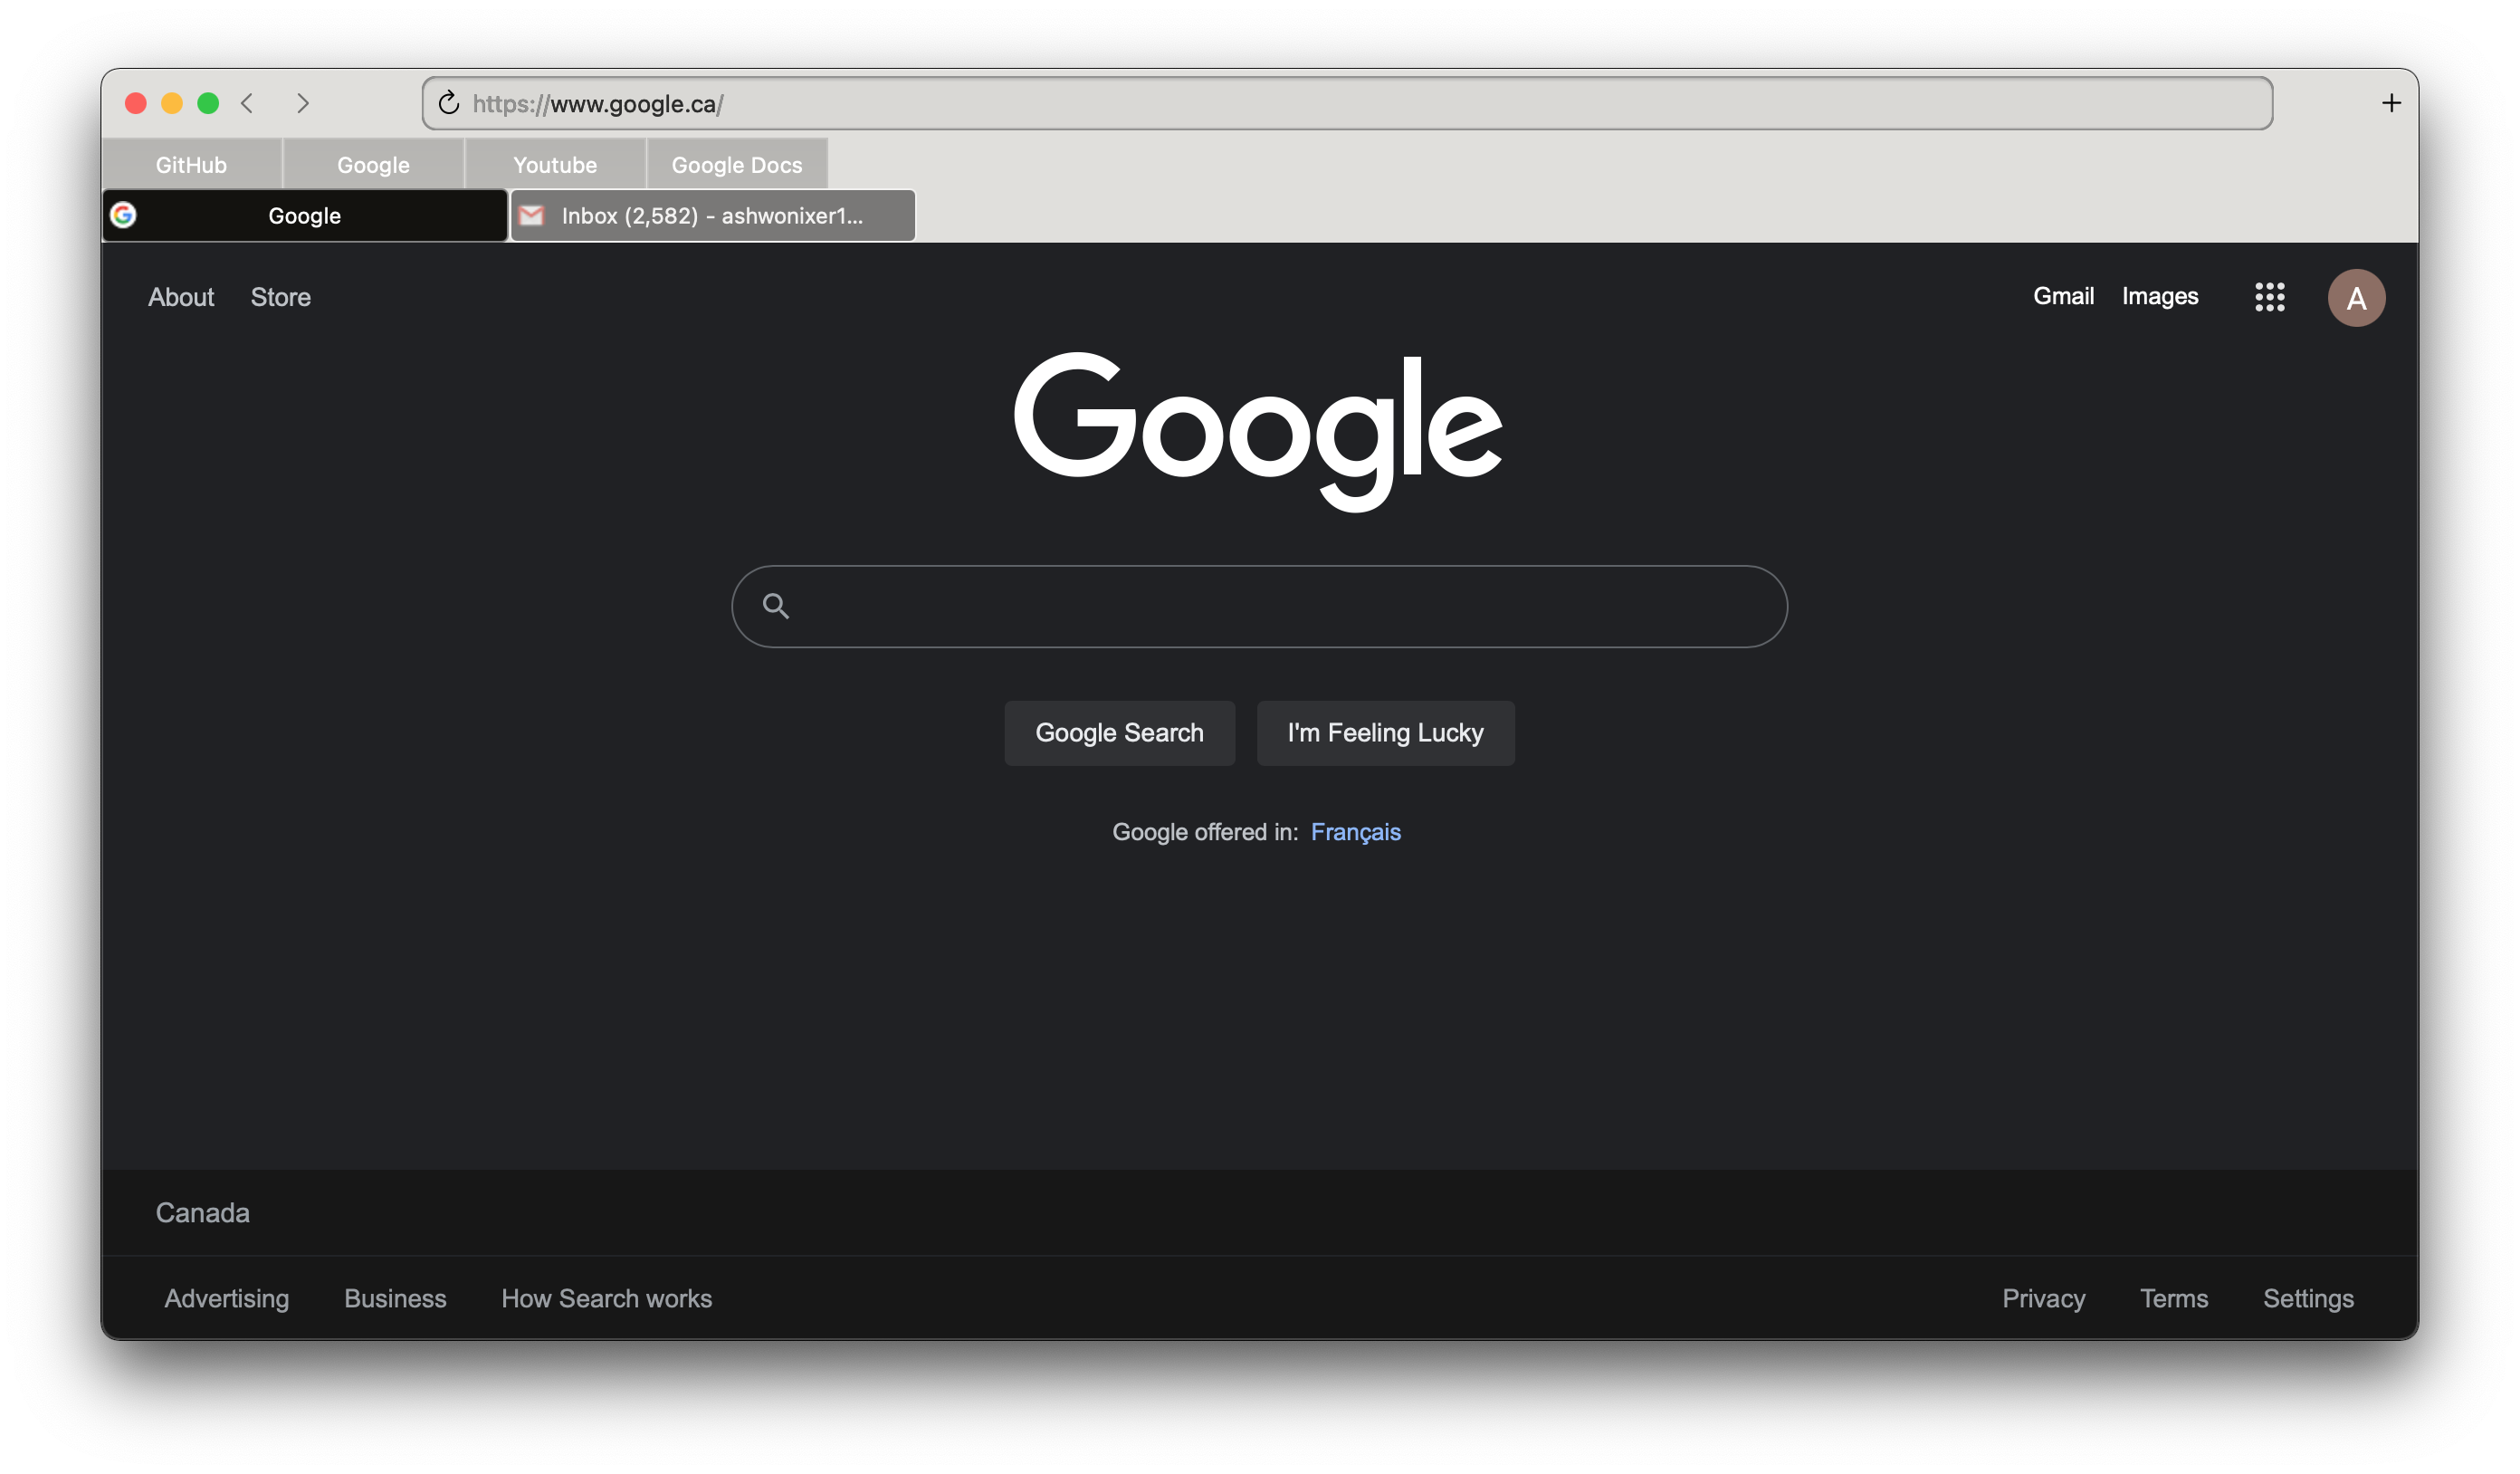 https://www.google.ca/
GitHub Google Youtube Google Docs
Google Inbox (2,582) - ashwonixer1...
About Store Gmail Images A
Google
Google Search I'm Feeling Lucky
Google offered in: Français
Canada
Advertising Business How Search works Privacy Terms Settings